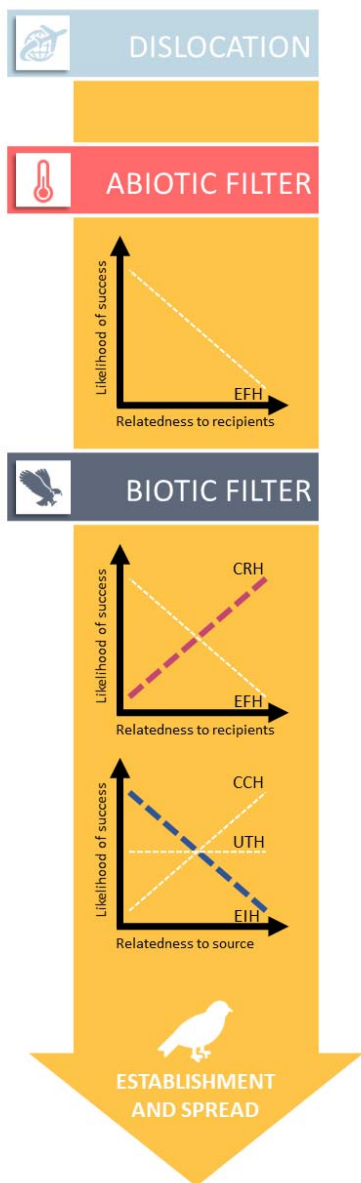 DISLOCATION
ABIOTIC FILTER
Likelihood of success
EFH
Relatedness to recipients
BIOTIC FILTER
Likelihood of success
CRH
EFH
Relatedness to recipients
Likelihood of success
CCH
UTH
EIH
Relatedness to source
ESTABLISHMENT
AND SPREAD